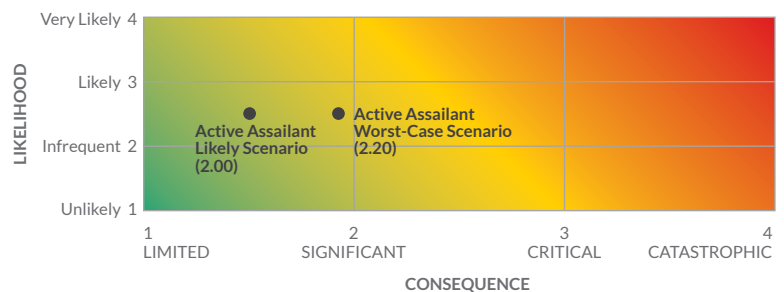 Very Likely 4
Likely 3
Infrequent 2
Unlikely 1
LIKELIHOOD
Active Assailant
Likely Scenario
(2.00)
Active Assailant
Worst-Case Scenario
(2.20)
1
LIMITED
2
SIGNIFICANT
3
CRITICAL
4
CATASTROPHIC
CONSEQUENCE